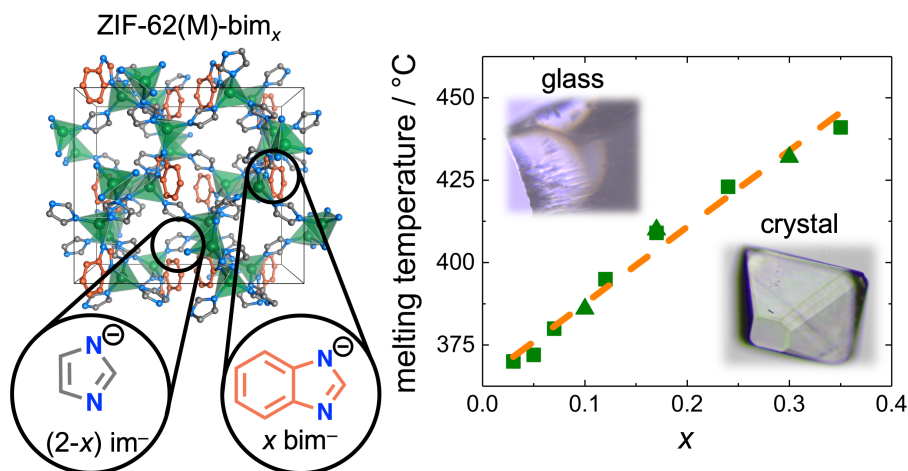 ZIF-62(M)-bimₓ
N⊖
N
(2-x) im⁻
N⊖
N
x bim⁻
melting temperature / °C
450
425
400
375
glass
crystal
0.0 0.1 0.2 0.3 0.4
x